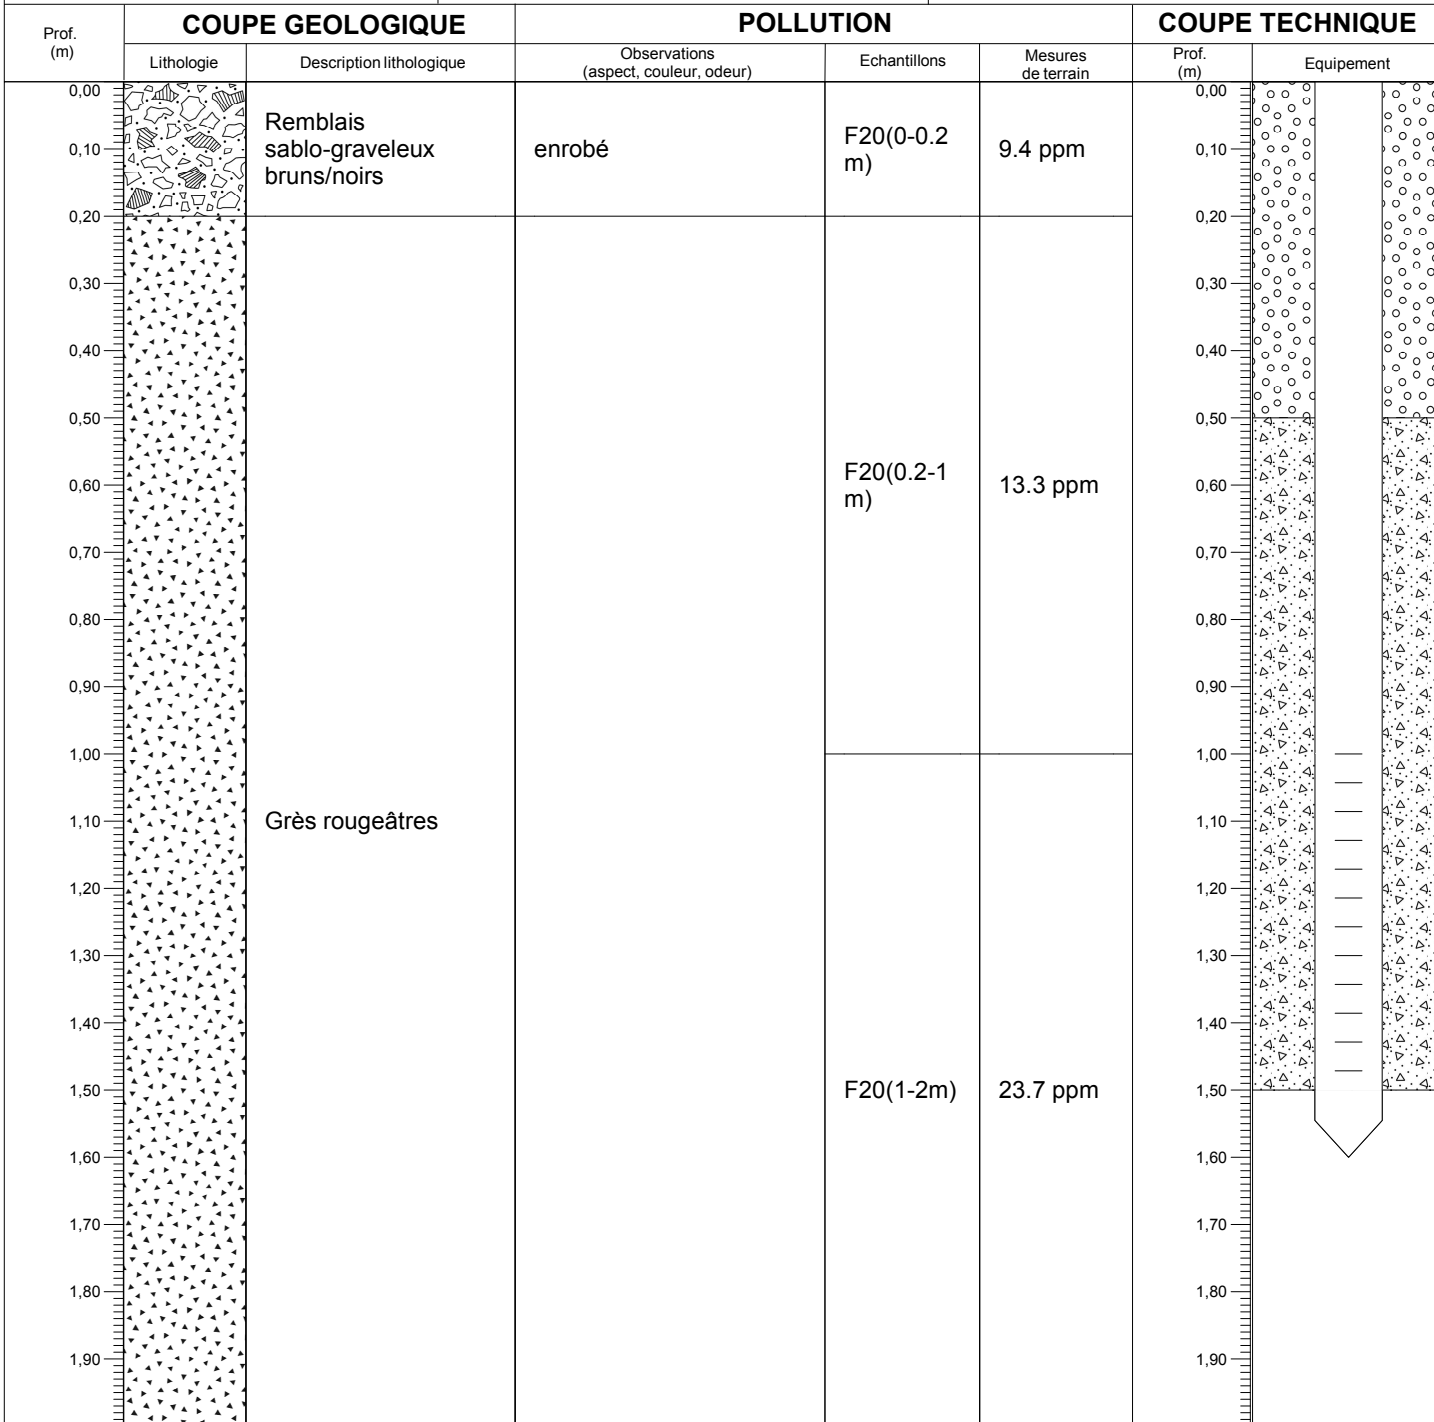 COUPE GEOLOGIQUE
POLLUTION
COUPE TECHNIQUE
Prof.
(m)
Lithologie
Description lithologique
Observations
(aspect, couleur, odeur)
Echantillons
Mesures
de terrain
Prof.
(m)
Equipement
0,00
0,10
0,20
0,30
0,40
0,50
0,60
0,70
0,80
0,90
1,00
1,10
1,20
1,30
1,40
1,50
1,60
1,70
1,80
1,90
Remblais
sablo-graveleux
bruns/noirs
Grès rougeâtres
enrobé
F20(0-0.2
m)
9.4 ppm
F20(0.2-1
m)
13.3 ppm
F20(1-2m)
23.7 ppm
0,00
0,10
0,20
0,30
0,40
0,50
0,60
0,70
0,80
0,90
1,00
1,10
1,20
1,30
1,40
1,50
1,60
1,70
1,80
1,90